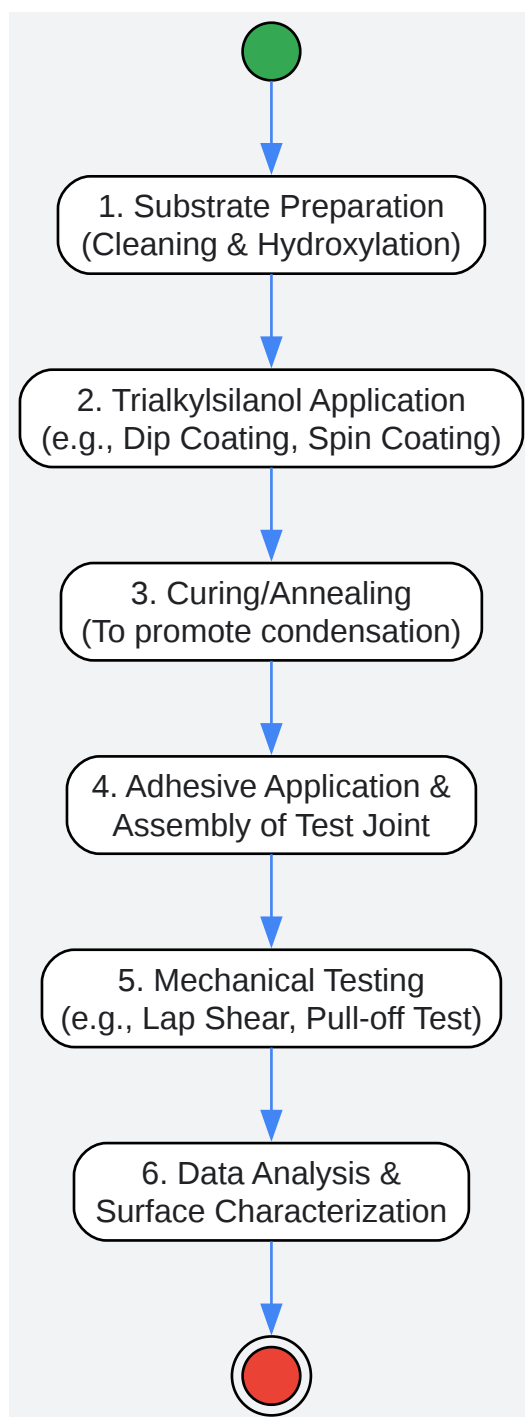 1. Substrate Preparation
(Cleaning & Hydroxylation)
2. Trialkylsilanol Application
(e.g., Dip Coating, Spin Coating)
3. Curing/Annealing
(To promote condensation)
4. Adhesive Application &
Assembly of Test Joint
5. Mechanical Testing
(e.g., Lap Shear, Pull-off Test)
6. Data Analysis &
Surface Characterization